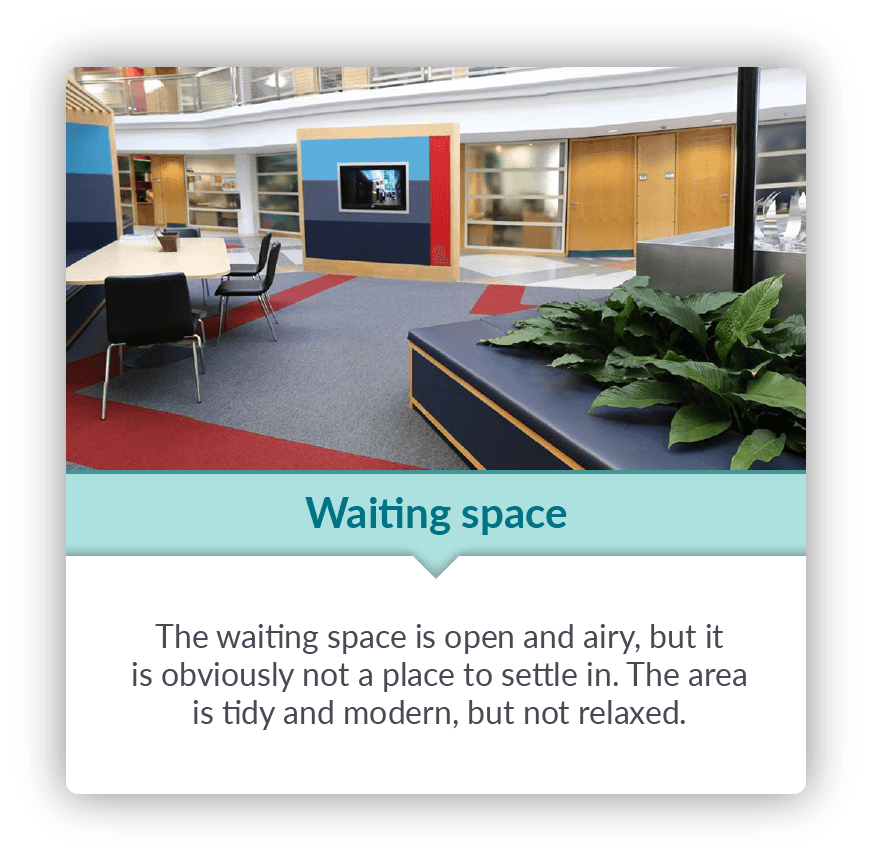 Waiting space
The waiting space is open and airy, but it
is obviously not a place to settle in. The area
is tidy and modern, but not relaxed.